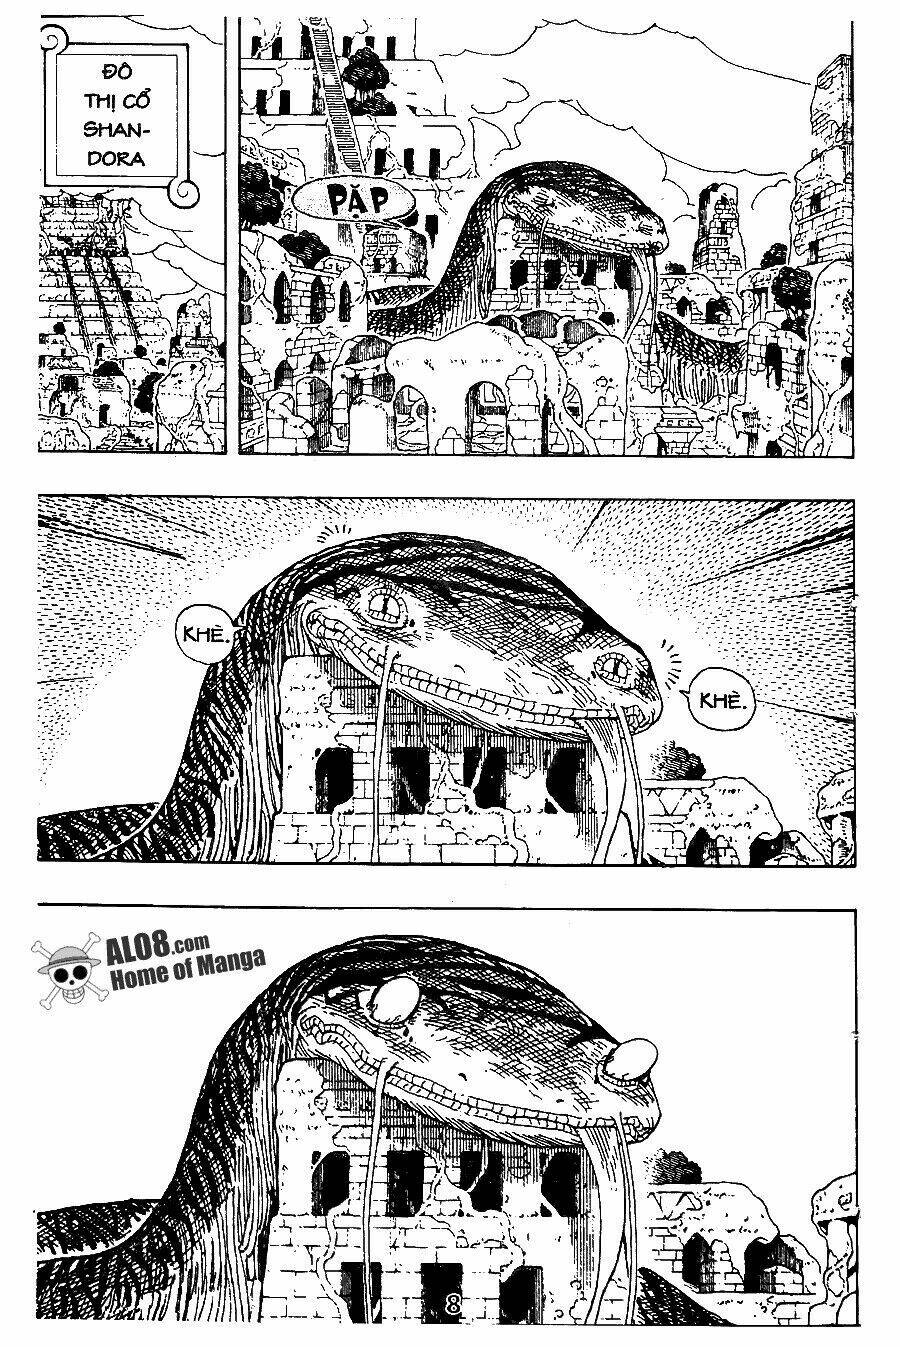 ĐÔ
THỊ CỔ
SHAN-
DORA
PẶP
KHÈ.
KHÈ.
ALO8.com
Home of Manga
8